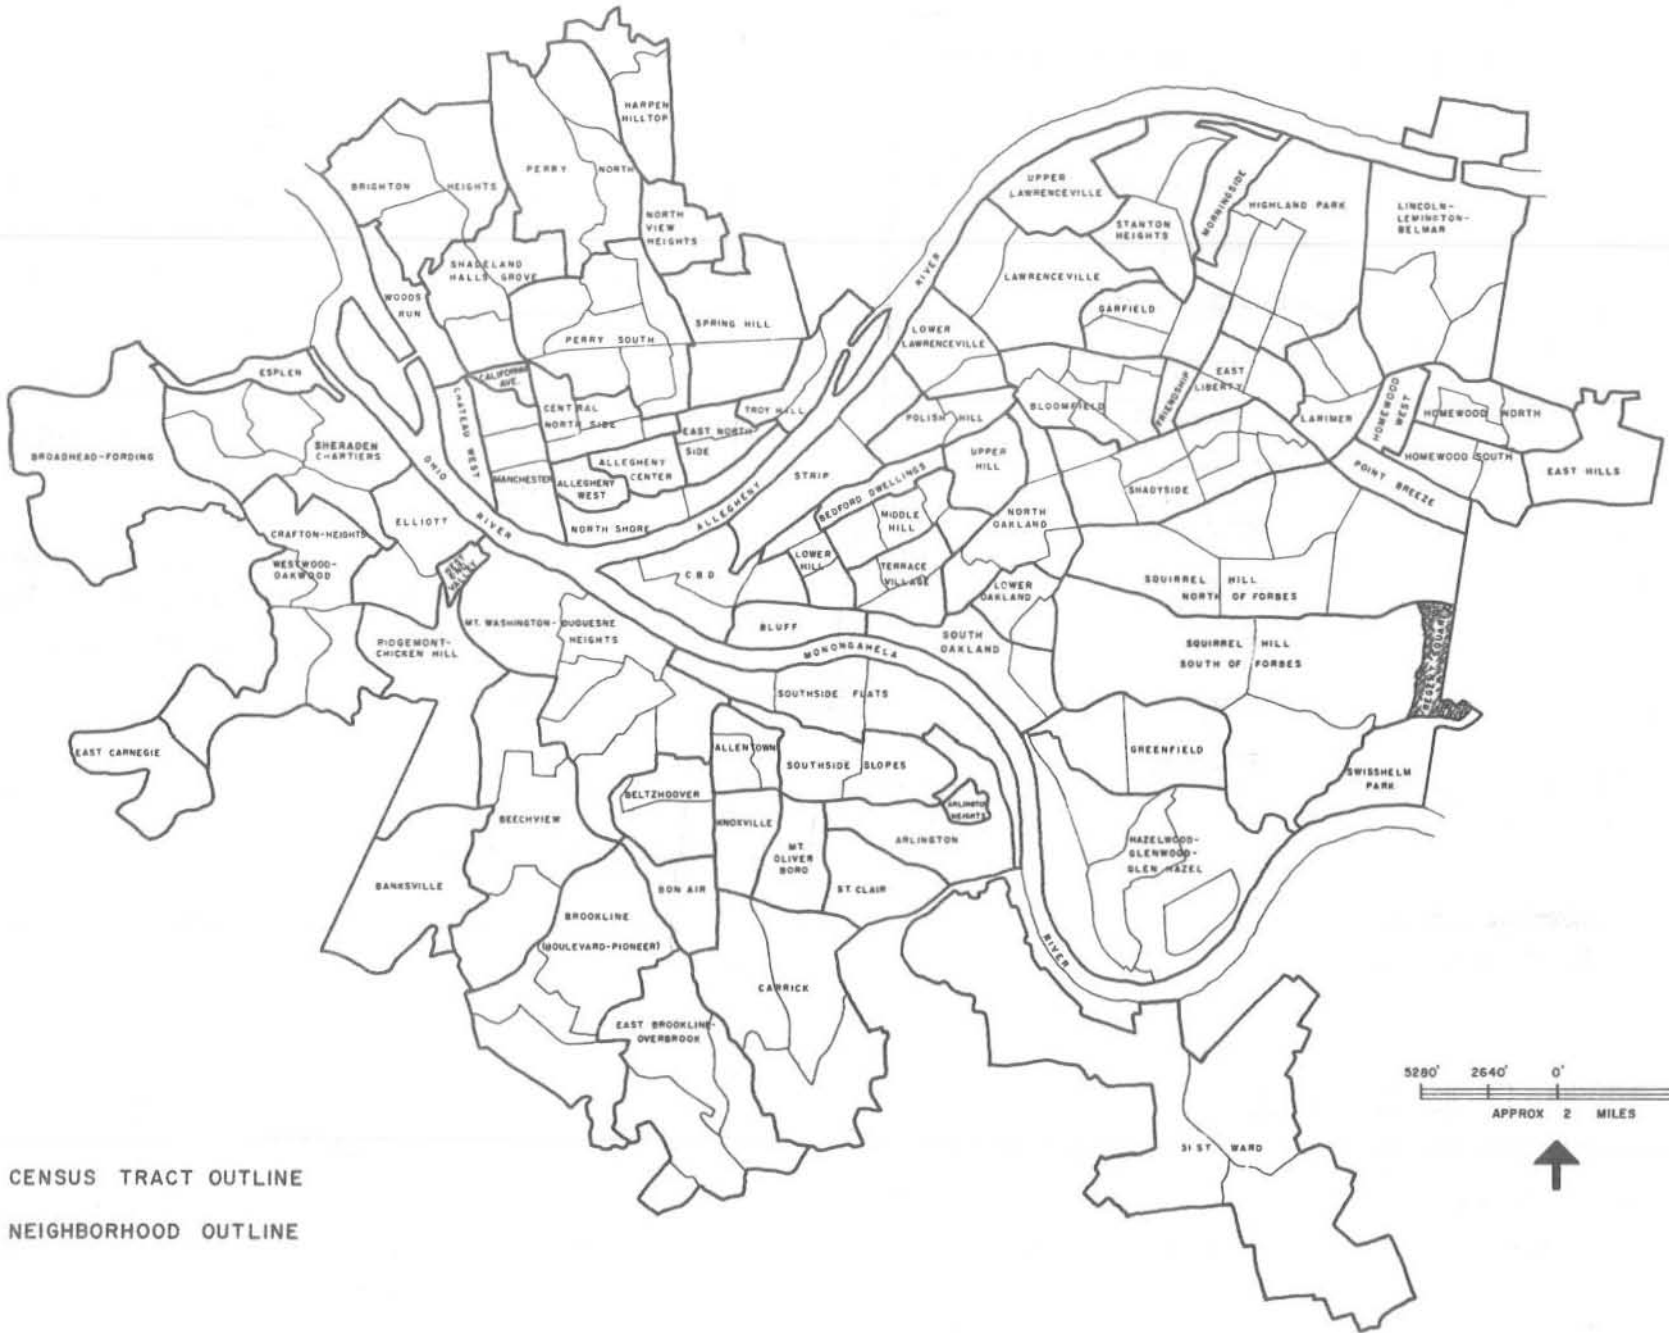 HARPEN
HILLTOP
PERRY NORTH
BRIGHTON HEIGHTS
NORTH
VIEW
HEIGHTS
UPPER
LAWRENCEVILLE
MORNINGSIDE
HIGHLAND PARK
LINCOLN-
LEMINGTON-
BELMAR
STANTON
HEIGHTS
SHADELAND
HALLS GROVE
WOODS
RUN
RIVER
LAWRENCEVILLE
GARFIELD
SPRING HILL
PERRY SOUTH
LOWER
LAWRENCEVILLE
ESPLEN
CALIFORNIA
AVE.
CHATEAU WEST
CENTRAL
NORTH SIDE
TROY HILL
EAST NORTH
SIDE
POLISH HILL
BLOOMFIELD
FRIENDSHIP
EAST
LIBERTY
LARIMER
HOMEWOOD
WEST
HOMEWOOD NORTH
HOMEWOOD SOUTH
EAST HILLS
POINT BREEZE
BROADHEAD-FORDING
SHERADEN
CHARTIERS
OHIO
RIVER
MANCHESTER
ALLEGHENY
WEST
ALLEGHENY
CENTER
NORTH SHORE
ALLEGHENY
STRIP
UPPER
HILL
BEDFORD DWELLINGS
MIDDLE
HILL
NORTH
OAKLAND
SHADYSIDE
CRAFTON-HEIGHTS
ELLIOTT
WESTWOOD-
OAKWOOD
WEST
END
VALLEY
CBD
LOWER
HILL
TERRACE
VILLAGE
LOWER
OAKLAND
SQUIRREL HILL
NORTH OF FORBES
MT. WASHINGTON-DUQUESNE
HEIGHTS
BLUFF
MONONGAHELA
SOUTH
OAKLAND
SQUIRREL HILL
SOUTH OF FORBES
REGENT SQUARE
RIDGEMONT-
CHICKEN HILL
SOUTHSIDE FLATS
EAST CARNEGIE
ALLENTOWN
SOUTHSIDE SLOPES
GREENFIELD
SWISSHELM
PARK
BELTZHOOVER
ARLINGTON
HEIGHTS
BEECHVIEW
KNOXVILLE
MT.
OLIVER
BORO
ARLINGTON
HAZELWOOD-
GLENWOOD-
GLEN HAZEL
BANKSVILLE
BON AIR
ST. CLAIR
BROOKLINE
(BOULEVARD-PIONEER)
RIVER
CARRICK
EAST BROOKLINE-
OVERBROOK
31 ST WARD
5280' 2640' 0'
APPROX 2 MILES
CENSUS TRACT OUTLINE
NEIGHBORHOOD OUTLINE